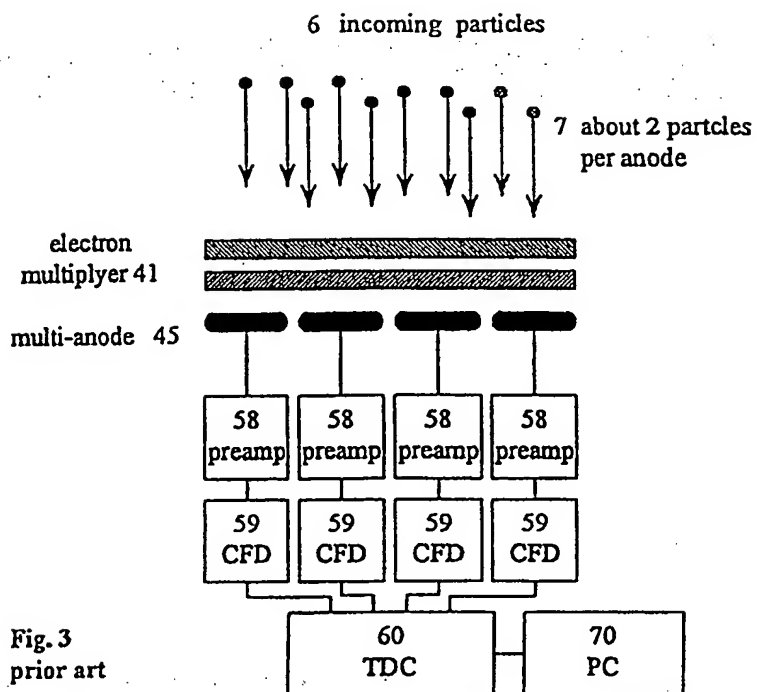 6 incoming particles
7 about 2 partcles
per anode
electron
multiplyer 41
multi-anode 45
58 58 58 58
preamp preamp preamp preamp
59 59 59 59
CFD CFD CFD CFD
Fig. 3 60 70
prior art TDC PC